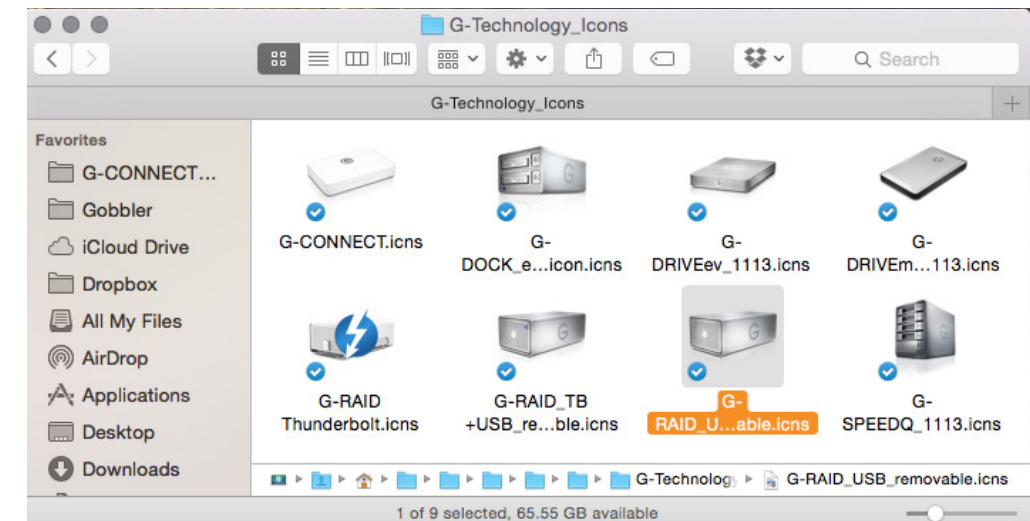 G-Technology_Icons
Search
G-Technology_Icons
Favorites
G-CONNECT...
Gobbler
iCloud Drive
Dropbox
All My Files
AirDrop
Applications
Desktop
Downloads
G-CONNECT.icns
G-
DOCK_e...icon.icns
G-
DRIVEev_1113.icns
G-
DRIVEm...113.icns
G-RAID
Thunderbolt.icns
G-RAID_TB
+USB_re...ble.icns
G-
RAID_U...able.icns
G-
SPEEDQ_1113.icns
G-Technolog
G-RAID_USB_removable.icns
1 of 9 selected, 65.55 GB available